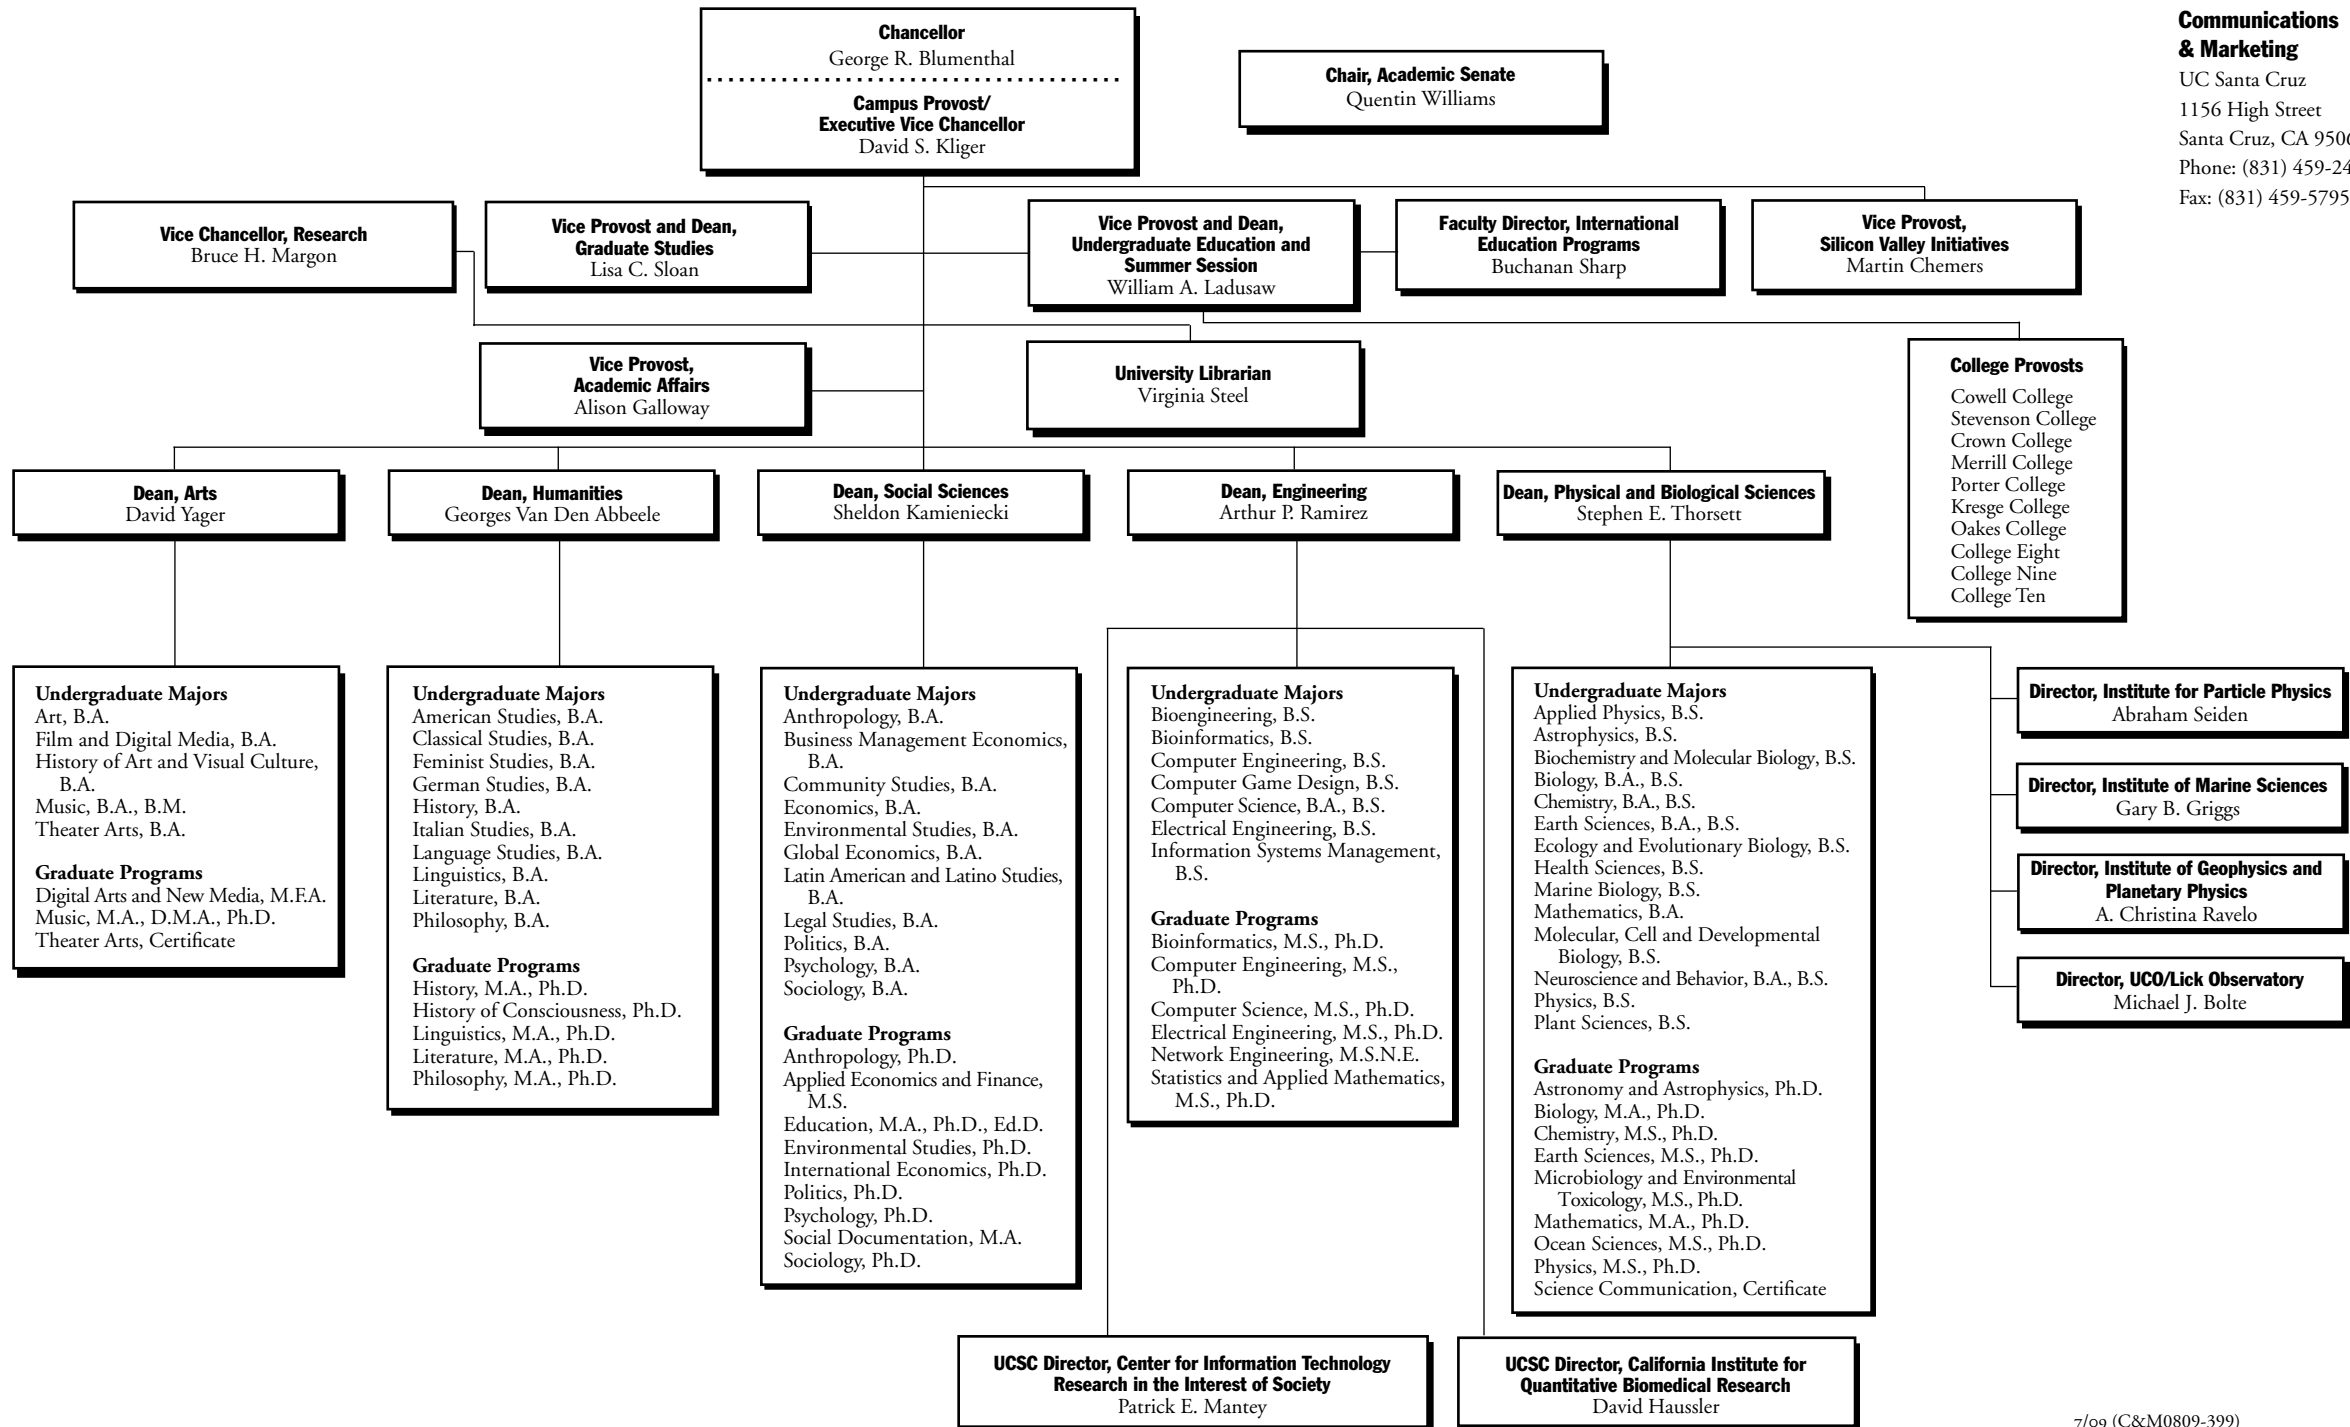 Chancellor
George R. Blumenthal
Campus Provost/
Executive Vice Chancellor
David S. Kliger
Chair, Academic Senate
Quentin Williams
Communications
& Marketing
UC Santa Cruz
1156 High Street
Santa Cruz, CA
Phone: (831)
Fax: (831) 459-5795
Vice Chancellor, Research
Bruce H. Margon
Vice Provost and Dean,
Graduate Studies
Lisa C. Sloan
Vice Provost and Dean,
Undergraduate Education and
Summer Session
William A. Ladusaw
Faculty Director, International
Education Programs
Buchanan Sharp
Vice Provost,
Silicon Valley Initiatives
Martin Chemers
Vice Provost,
Academic Affairs
Alison Galloway
University Librarian
Virginia Steel
College Provosts
Cowell College
Stevenson College
Crown College
Merrill College
Porter College
Kresge College
Oakes College
College Eight
College Nine
College Ten
Dean, Arts
David Yager
Dean, Humanities
Georges Van Den Abbeele
Dean, Social Sciences
Sheldon Kamieniecki
Dean, Engineering
Arthur P. Ramirez
Dean, Physical and Biological Sciences
Stephen E. Thorsett
Undergraduate Majors
Art, B.A.
Film and Digital Media, B.A.
History of Art and Visual Culture,
B.A.
Music, B.A., B.M.
Theater Arts, B.A.
Graduate Programs
Digital Arts and New Media, M.F.A.
Music, M.A., D.M.A., Ph.D.
Theater Arts, Certificate
Undergraduate Majors
American Studies, B.A.
Classical Studies, B.A.
Feminist Studies, B.A.
German Studies, B.A.
History, B.A.
Italian Studies, B.A.
Language Studies, B.A.
Linguistics, B.A.
Literature, B.A.
Philosophy, B.A.
Graduate Programs
History, M.A., Ph.D.
History of Consciousness, Ph.D.
Linguistics, M.A., Ph.D.
Literature, M.A., Ph.D.
Philosophy, M.A., Ph.D.
Undergraduate Majors
Anthropology, B.A.
Business Management Economics,
B.A.
Community Studies, B.A.
Economics, B.A.
Environmental Studies, B.A.
Global Economics, B.A.
Latin American and Latino Studies,
B.A.
Legal Studies, B.A.
Politics, B.A.
Psychology, B.A.
Sociology, B.A.
Graduate Programs
Anthropology, Ph.D.
Applied Economics and Finance,
M.S.
Education, M.A., Ph.D., Ed.D.
Environmental Studies, Ph.D.
International Economics, Ph.D.
Politics, Ph.D.
Psychology, Ph.D.
Social Documentation, M.A.
Sociology, Ph.D.
Undergraduate Majors
Bioengineering, B.S.
Bioinformatics, B.S.
Computer Engineering, B.S.
Computer Game Design, B.S.
Computer Science, B.A., B.S.
Electrical Engineering, B.S.
Information Systems Management,
B.S.
Graduate Programs
Bioinformatics, M.S., Ph.D.
Computer Engineering, M.S.,
Ph.D.
Computer Science, M.S., Ph.D.
Electrical Engineering, M.S., Ph.D.
Network Engineering, M.S.N.E.
Statistics and Applied Mathematics,
M.S., Ph.D.
Undergraduate Majors
Applied Physics, B.S.
Astrophysics, B.S.
Biochemistry and Molecular Biology, B.S.
Biology, B.A., B.S.
Chemistry, B.A., B.S.
Earth Sciences, B.A., B.S.
Ecology and Evolutionary Biology, B.S.
Health Sciences, B.S.
Marine Biology, B.S.
Mathematics, B.A.
Molecular, Cell and Developmental
Biology, B.S.
Neuroscience and Behavior, B.A., B.S.
Physics, B.S.
Plant Sciences, B.S.
Graduate Programs
Astronomy and Astrophysics, Ph.D.
Biology, M.A., Ph.D.
Chemistry, M.S., Ph.D.
Earth Sciences, M.S., Ph.D.
Microbiology and Environmental
Toxicology, M.S., Ph.D.
Mathematics, M.A., Ph.D.
Ocean Sciences, M.S., Ph.D.
Physics, M.S., Ph.D.
Science Communication, Certificate
Director, Institute for Particle Physics
Abraham Seiden
Director, Institute of Marine Sciences
Gary B. Griggs
Director, Institute of Geophysics and
Planetary Physics
A. Christina Ravelo
Director, UCO/Lick Observatory
Michael J. Bolte
UCSC Director, Center for Information Technology
Research in the Interest of Society
Patrick E. Mantey
UCSC Director, California Institute for
Quantitative Biomedical Research
David Haussler
7/09 (C&M0809-399)